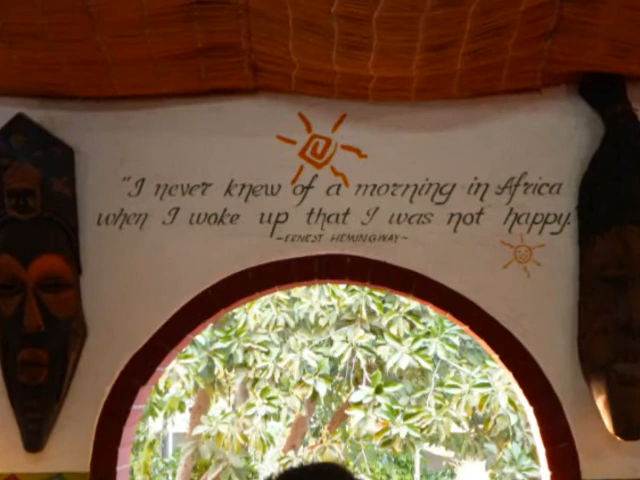 "I never knew of a morning in Africa
when I woke up that I was not happy.
~ERNEST HEMINGWAY~